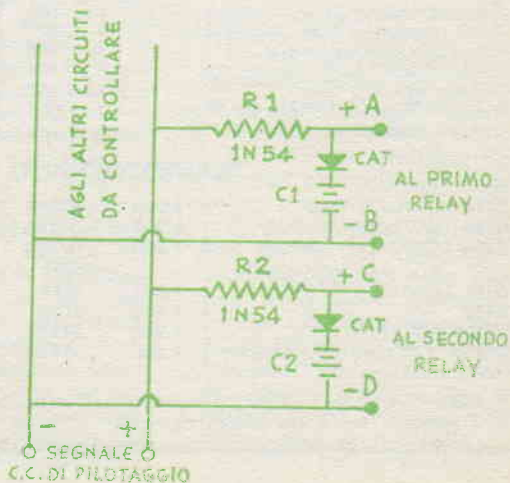 AGLI ALTRI CIRCUITI
DA CONTROLLARE
R1
+ A
1N54
CAT
C1
AL PRIMO
RELAY
- B
R2
+ C
1N54
CAT
C2
AL SECONDO
RELAY
- D
- +
SEGNALE
C.C. DI PILOTAGGIO